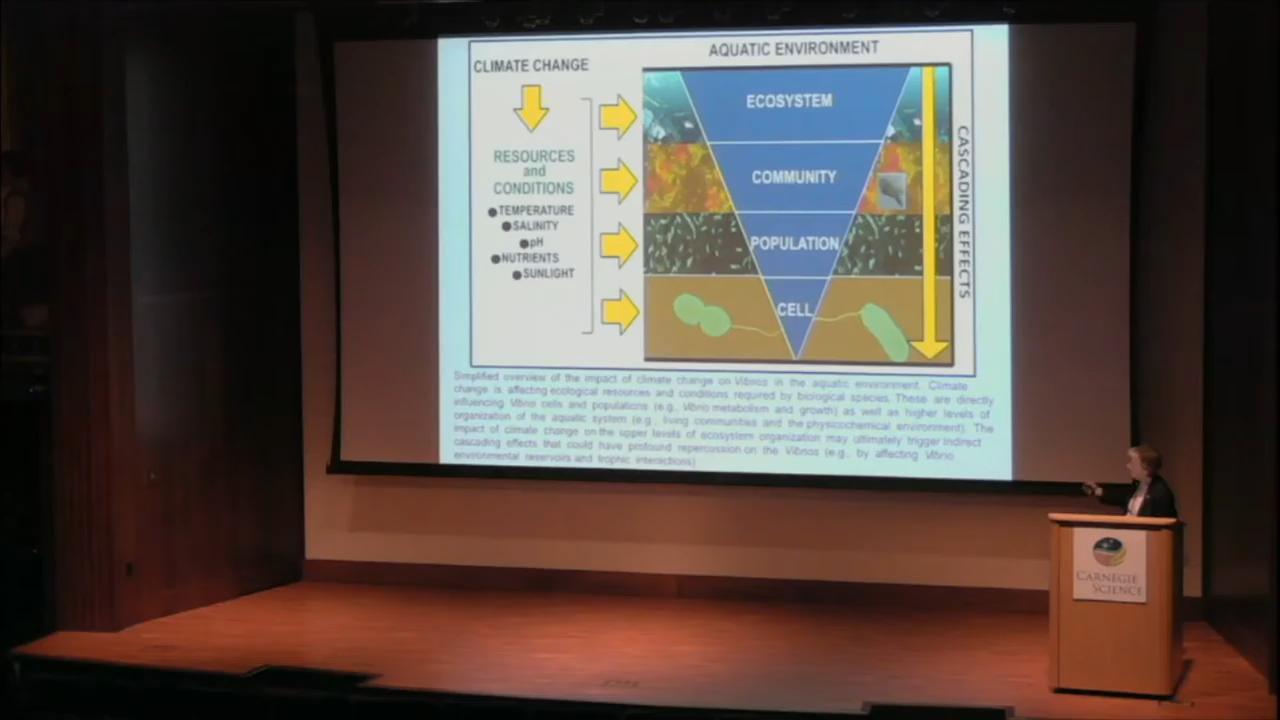 CLIMATE CHANGE
RESOURCES
and
CONDITIONS
●TEMPERATURE
●SALINITY
●pH
●NUTRIENTS
●SUNLIGHT
AQUATIC ENVIRONMENT
ECOSYSTEM
COMMUNITY
POPULATION
CELL
CASCADING EFFECTS
Simplified overview of the impact of climate change on Vibrios in the aquatic environment. Climate
change is affecting ecological resources and conditions required by biological species. These are directly
influencing Vibrio cells and populations (e.g., Vibrio metabolism and growth) as well as higher levels of
organization of the aquatic system (e.g., living communities and the physicochemical environment). The
impact of climate change on the upper levels of ecosystem organization may ultimately trigger indirect
cascading effects that could have profound repercussion on the Vibrios (e.g., by affecting Vibrio
environmental reservoirs and trophic interactions)
CARNEGIE
SCIENCE